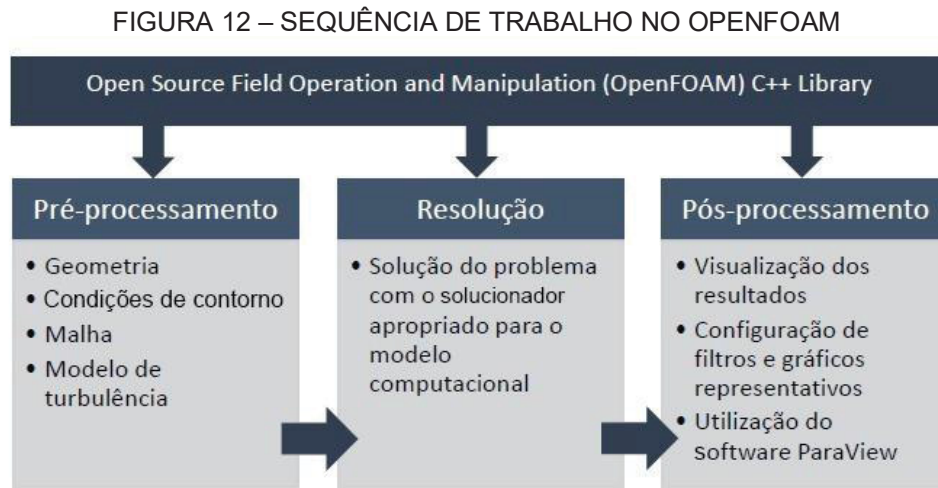 FIGURA 12 – SEQUÊNCIA DE TRABALHO NO OPENFOAM
Open Source Field Operation and Manipulation (OpenFOAM) C++ Library
Pré-processamento
• Geometria
• Condições de contorno
• Malha
• Modelo de
turbulência
Resolução
• Solução do problema
com o solucionador
apropriado para o
modelo
computacional
Pós-processamento
• Visualização dos
resultados
• Configuração de
filtros e gráficos
representativos
• Utilização do
software ParaView